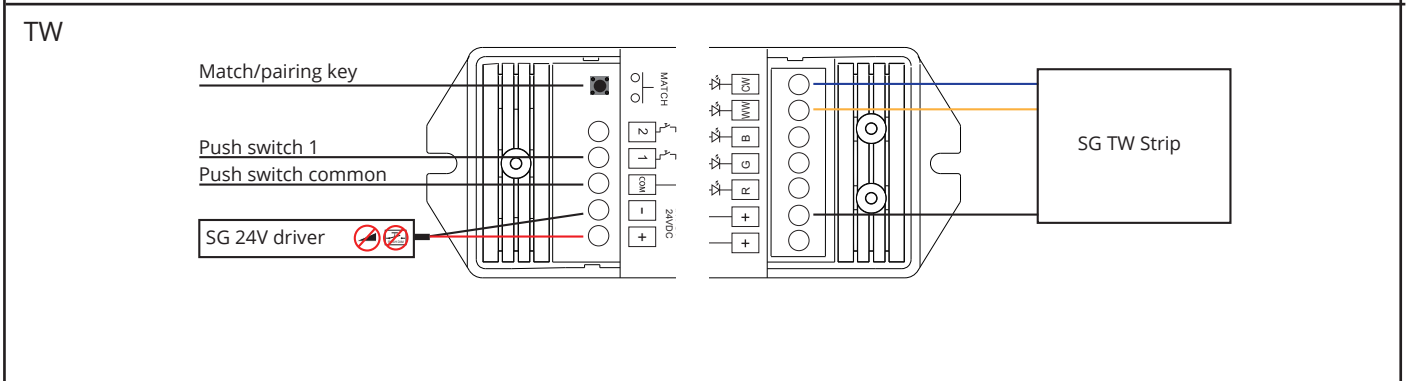 TW
Match/pairing key
MATCH
2
Push switch 1
1
Push switch common
COM
-
24VDC
+
SG 24V driver
CW
WW
B
G
R
+
+
SG TW Strip